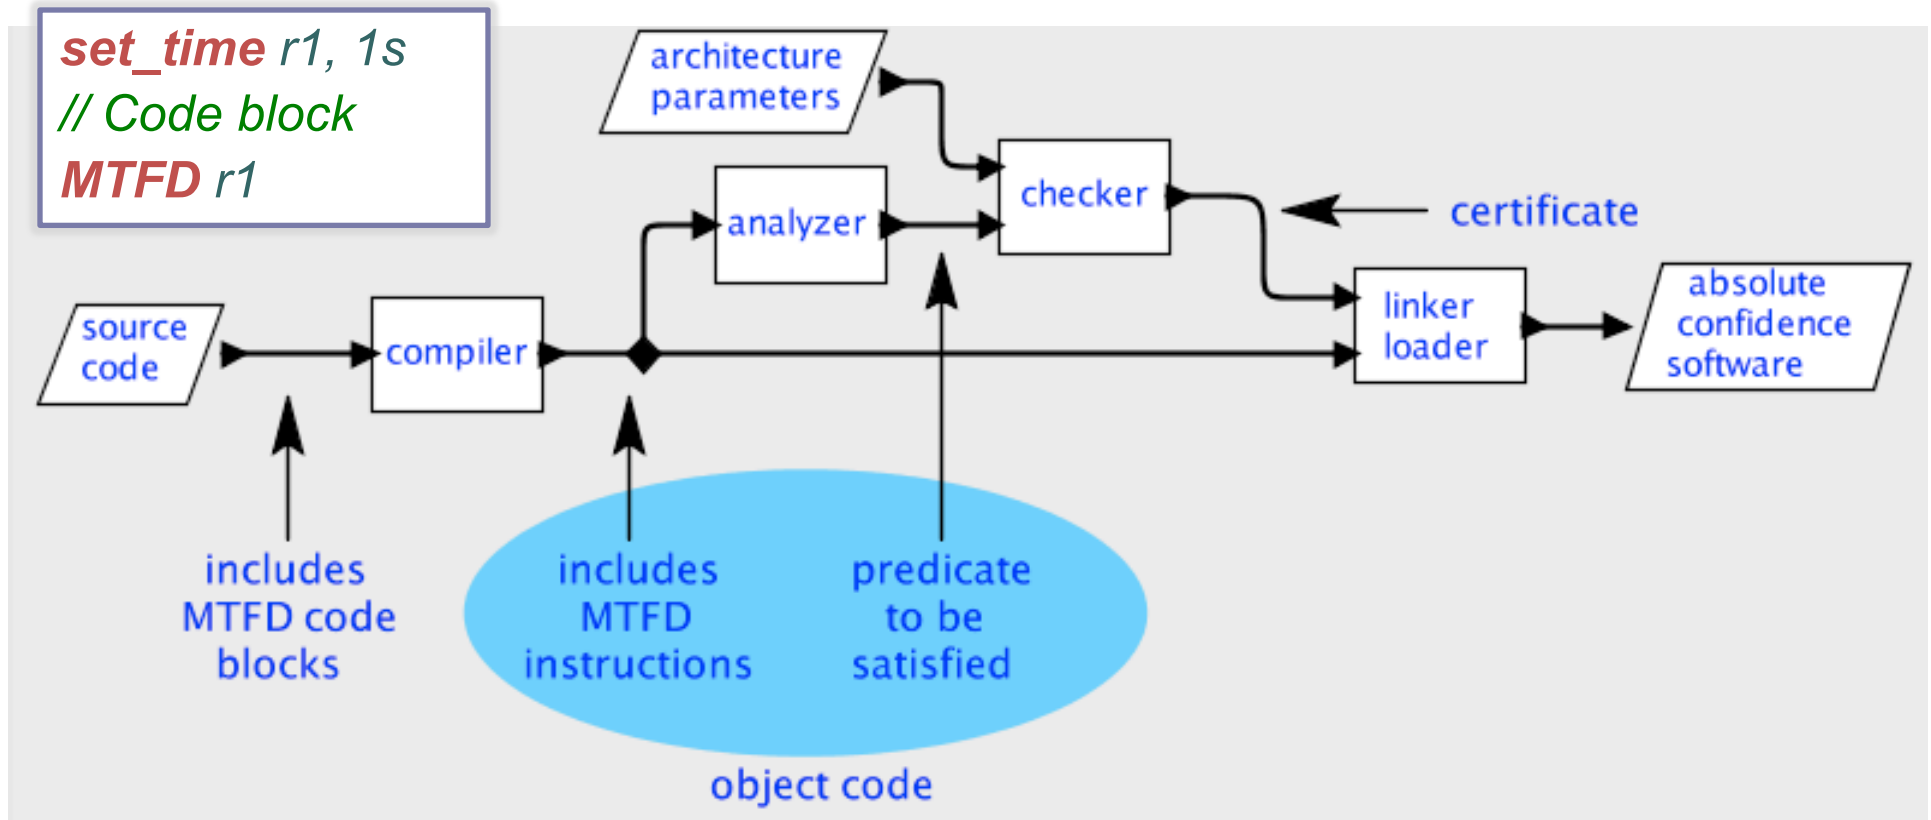 set_time r1, 1s
// Code block
MTFD r1
architecture
parameters
checker
analyzer
certificate
source
code
compiler
linker
loader
absolute
confidence
software
includes
MTFD code
blocks
includes
MTFD
instructions
predicate
to be
satisfied
object code